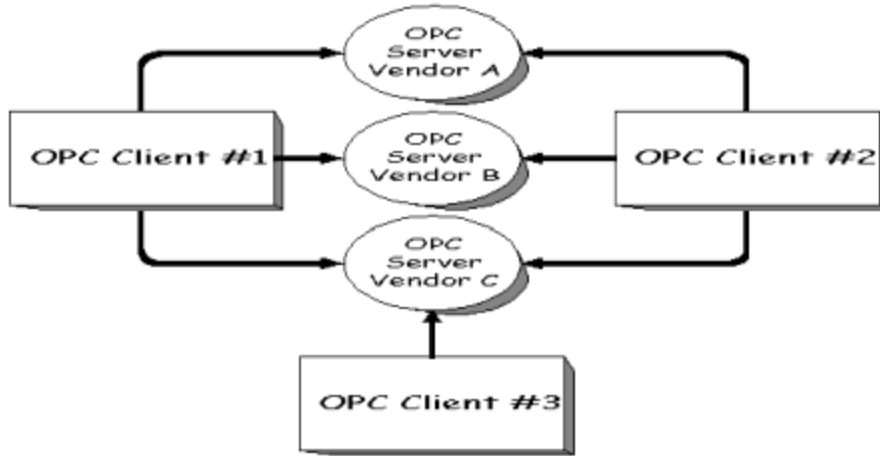 OPC
Server
Vendor A
OPC Client #1
OPC
Server
Vendor B
OPC Client #2
OPC
Server
Vendor C
OPC Client #3